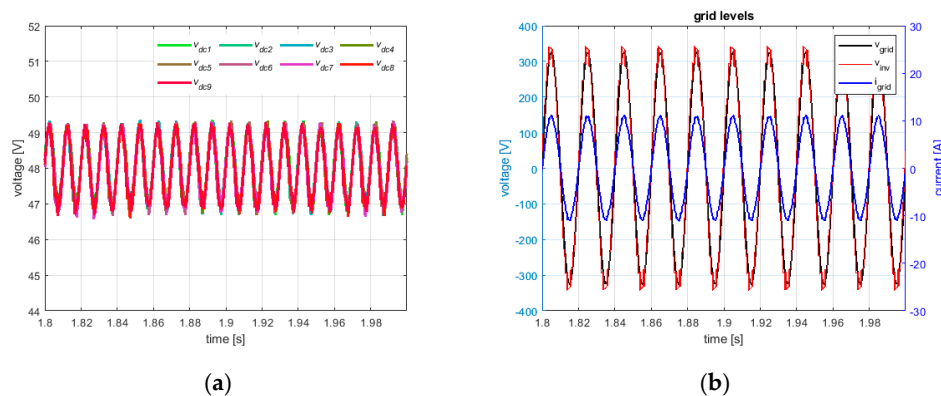 52
51
50
49
48
47
46
45
44
voltage [V]
v_dc1 v_dc2 v_dc3 v_dc4
v_dc5 v_dc6 v_dc7 v_dc8
v_dc9
1.8 1.82 1.84 1.86 1.88 1.9 1.92 1.94 1.96 1.98
time [s]
(a)
grid levels
400
300
200
100
0
-100
-200
-300
-400
voltage [V]
v_grid
v_inv
i_grid
30
20
10
0
-10
-20
-30
current [A]
1.8 1.82 1.84 1.86 1.88 1.9 1.92 1.94 1.96 1.98
time [s]
(b)